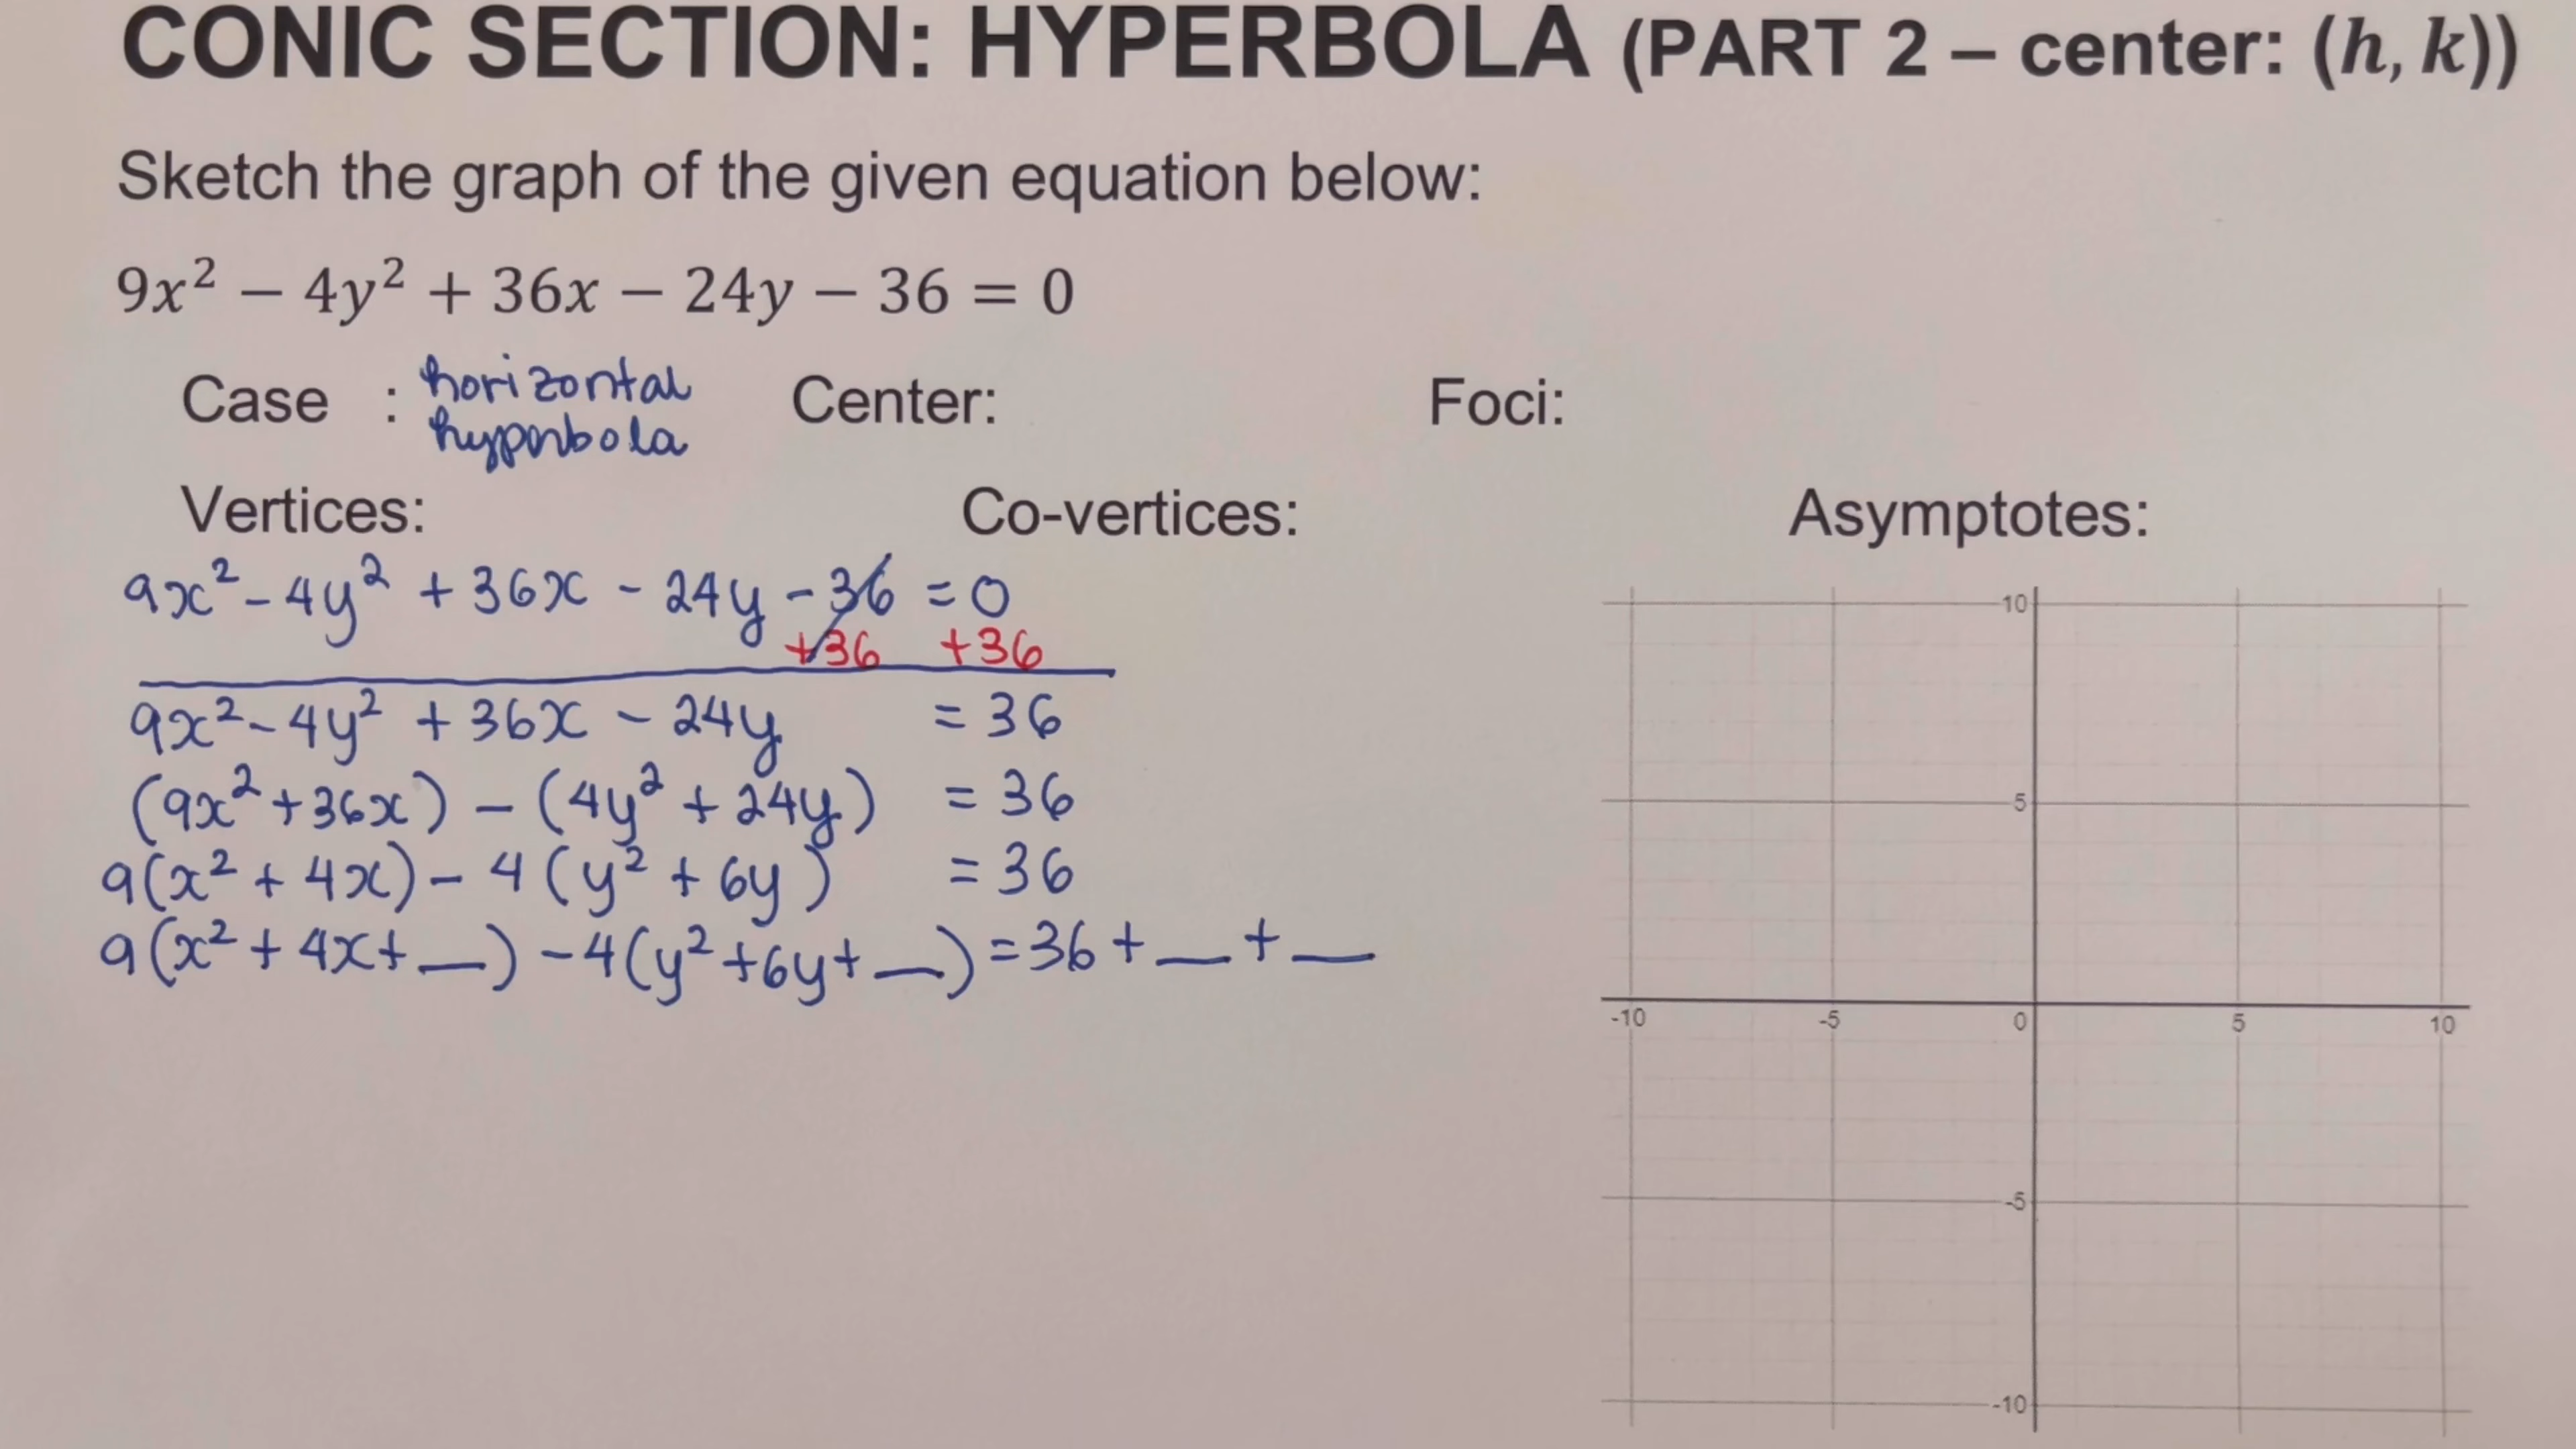 CONIC SECTION: HYPERBOLA (PART 2 – center: (h, k))
Sketch the graph of the given equation below:
9x² – 4y² + 36x – 24y – 36 = 0
Case : horizontal hyperbola Center: Foci:
Vertices: Co-vertices: Asymptotes:
9x² - 4y² + 36x - 24y - 36 = 0
+36 +36
9x² - 4y² + 36x - 24y = 36
(9x² + 36x) - (4y² + 24y) = 36
9(x² + 4x) - 4(y² + 6y) = 36
9(x² + 4x + __) - 4(y² + 6y + __) = 36 + __ + __
10
5
-10 -5 0 5 10
-5
-10